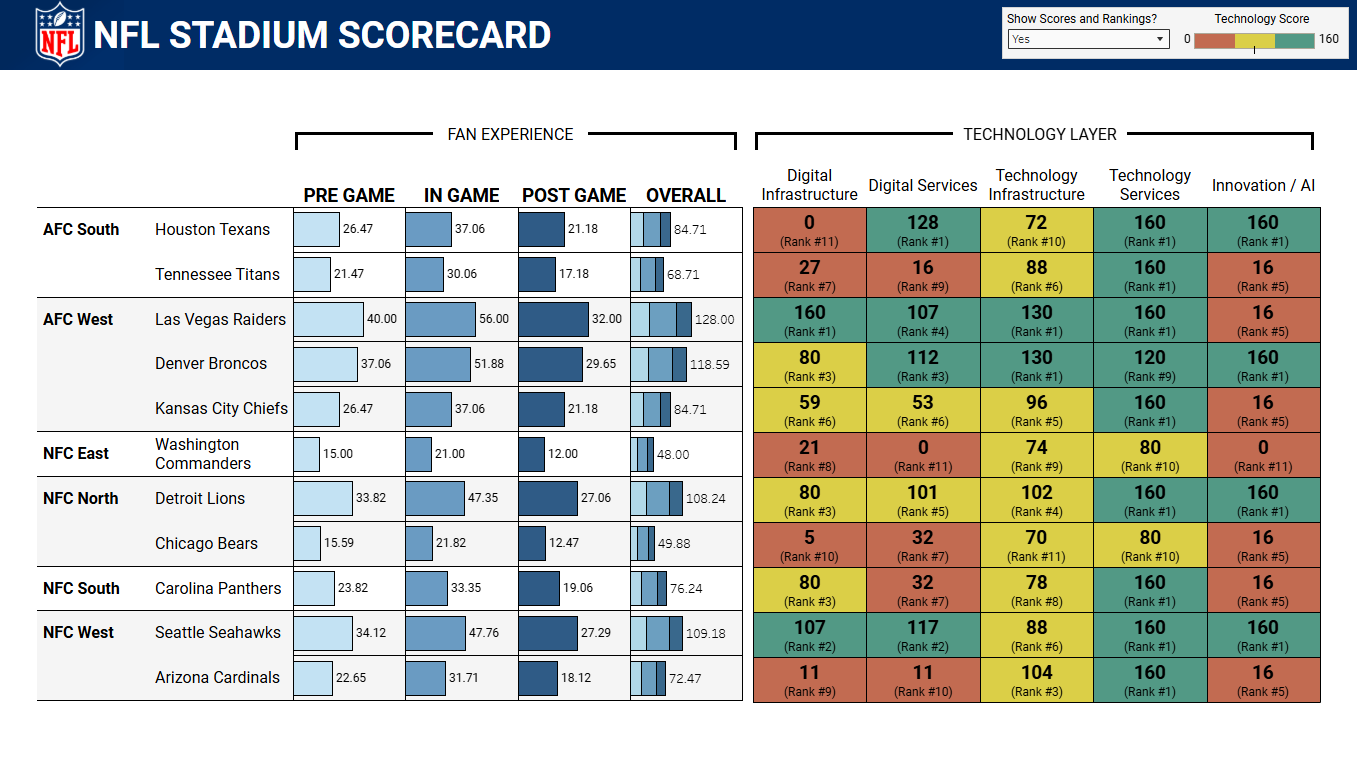 NFL
NFL STADIUM SCORECARD
Show Scores and Rankings?
Yes
Technology Score
0 160
FAN EXPERIENCE
TECHNOLOGY LAYER
PRE GAME IN GAME POST GAME OVERALL
Digital Infrastructure
Digital Services
Technology Infrastructure
Technology Services
Innovation / AI
AFC South Houston Texans 26.47 37.06 21.18 84.71 0 128 72 160 160
(Rank #11) (Rank #1) (Rank #10) (Rank #1) (Rank #1)
Tennessee Titans 21.47 30.06 17.18 68.71 27 16 88 160 16
(Rank #7) (Rank #9) (Rank #6) (Rank #1) (Rank #5)
AFC West Las Vegas Raiders 40.00 56.00 32.00 128.00 160 107 130 160 16
(Rank #1) (Rank #4) (Rank #1) (Rank #1) (Rank #5)
Denver Broncos 37.06 51.88 29.65 118.59 80 112 130 120 160
(Rank #3) (Rank #3) (Rank #1) (Rank #9) (Rank #1)
Kansas City Chiefs 26.47 37.06 21.18 84.71 59 53 96 160 16
(Rank #6) (Rank #6) (Rank #5) (Rank #1) (Rank #5)
NFC East Washington Commanders 15.00 21.00 12.00 48.00 21 0 74 80 0
(Rank #8) (Rank #11) (Rank #9) (Rank #10) (Rank #11)
NFC North Detroit Lions 33.82 47.35 27.06 108.24 80 101 102 160 160
(Rank #3) (Rank #5) (Rank #4) (Rank #1) (Rank #1)
Chicago Bears 15.59 21.82 12.47 49.88 5 32 70 80 16
(Rank #10) (Rank #7) (Rank #11) (Rank #10) (Rank #5)
NFC South Carolina Panthers 23.82 33.35 19.06 76.24 80 32 78 160 16
(Rank #3) (Rank #7) (Rank #8) (Rank #1) (Rank #5)
NFC West Seattle Seahawks 34.12 47.76 27.29 109.18 107 117 88 160 160
(Rank #2) (Rank #2) (Rank #6) (Rank #1) (Rank #1)
Arizona Cardinals 22.65 31.71 18.12 72.47 11 11 104 160 16
(Rank #9) (Rank #10) (Rank #3) (Rank #1) (Rank #5)